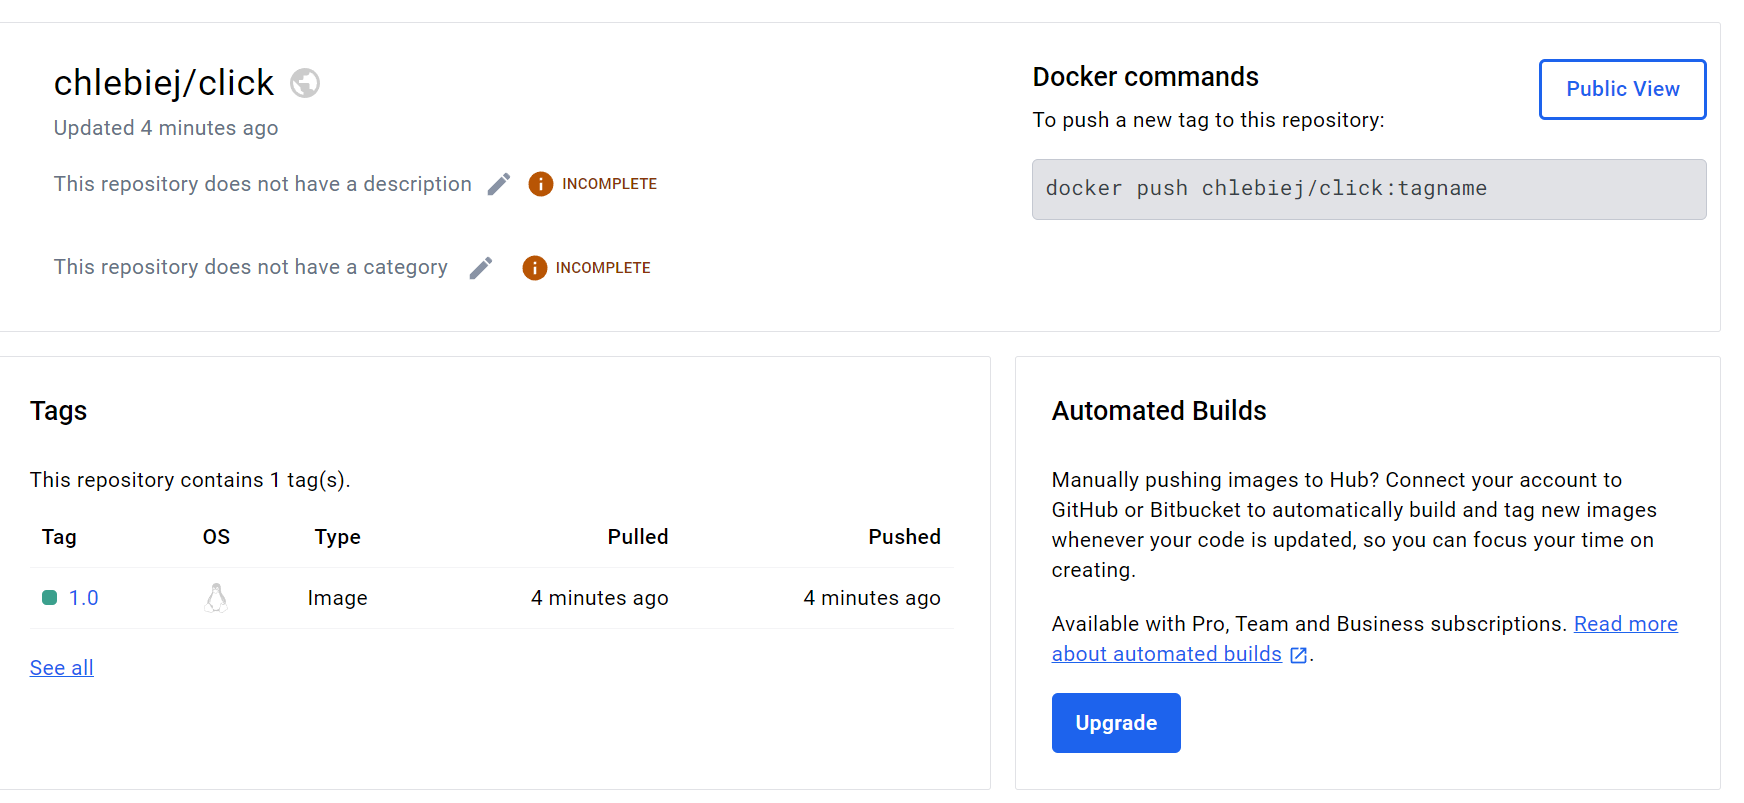 chlebiej/click
Updated 4 minutes ago
This repository does not have a description
INCOMPLETE
This repository does not have a category
INCOMPLETE
Docker commands
Public View
To push a new tag to this repository:
docker push chlebiej/click:tagname
Tags
This repository contains 1 tag(s).
Tag OS Type Pulled Pushed
1.0 Image 4 minutes ago 4 minutes ago
See all
Automated Builds
Manually pushing images to Hub? Connect your account to
GitHub or Bitbucket to automatically build and tag new images
whenever your code is updated, so you can focus your time on
creating.
Available with Pro, Team and Business subscriptions. Read more
about automated builds.
Upgrade